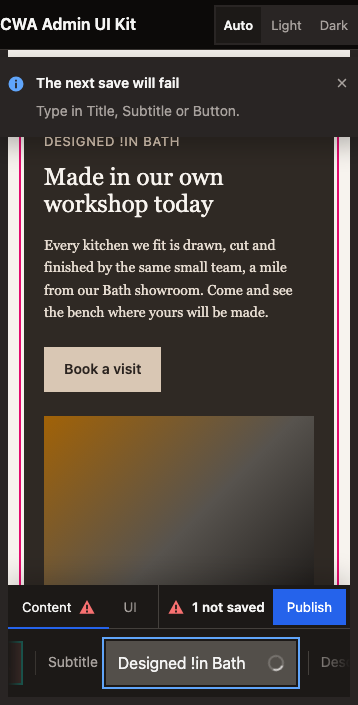 CWA Admin UI Kit
Auto
Light
Dark
The next save will fail
Type in Title, Subtitle or Button.
DESIGNED !IN BATH
Made in our own
workshop today
Every kitchen we fit is drawn, cut and
finished by the same small team, a mile
from our Bath showroom. Come and see
the bench where yours will be made.
Book a visit
Content
UI
1 not saved
Publish
Subtitle
Designed !in Bath